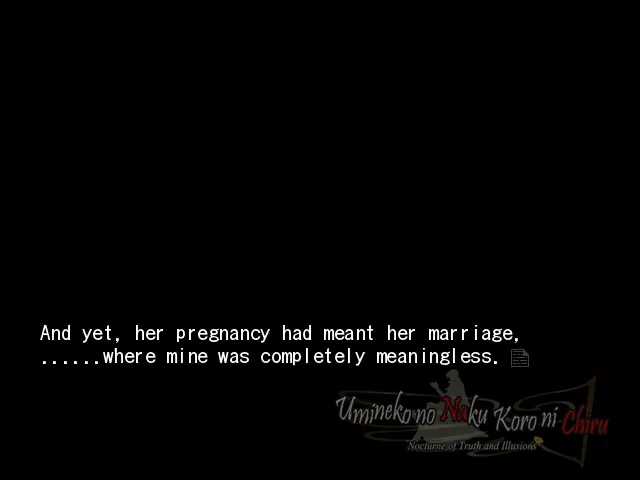 And yet, her pregnancy had meant her marriage,
......where mine was completely meaningless.
Umineko no Naku Koro ni Chiru
Nocturne of Truth and Illusions